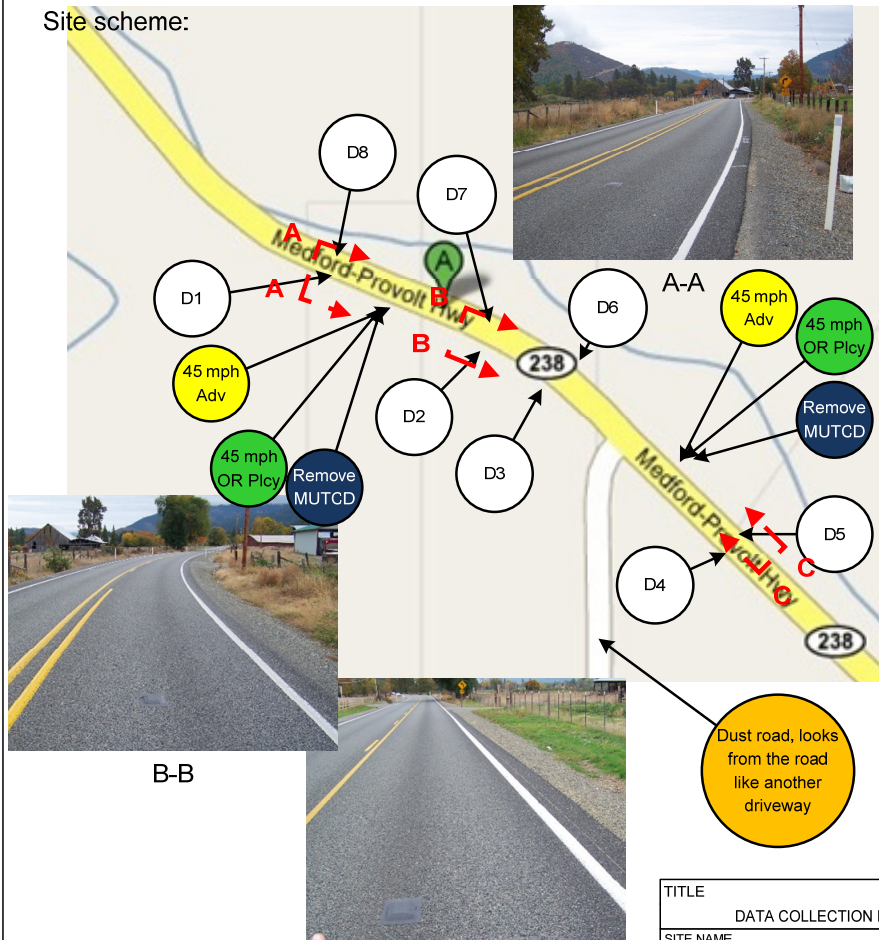 Site scheme:
D8
D7
A
Medford-Provolt Hwy
A
A
D1
B
B
D6
A-A
45 mph
Adv
45 mph
OR Plcy
Remove
MUTCD
45 mph
Adv
238
D2
D3
45 mph
OR Plcy
Remove
MUTCD
Medford-Provolt Hwy
D5
D4
C
C
238
Dust road, looks
from the road
like another
driveway
B-B
TITLE
DATA COLLECTION
SITE NAME